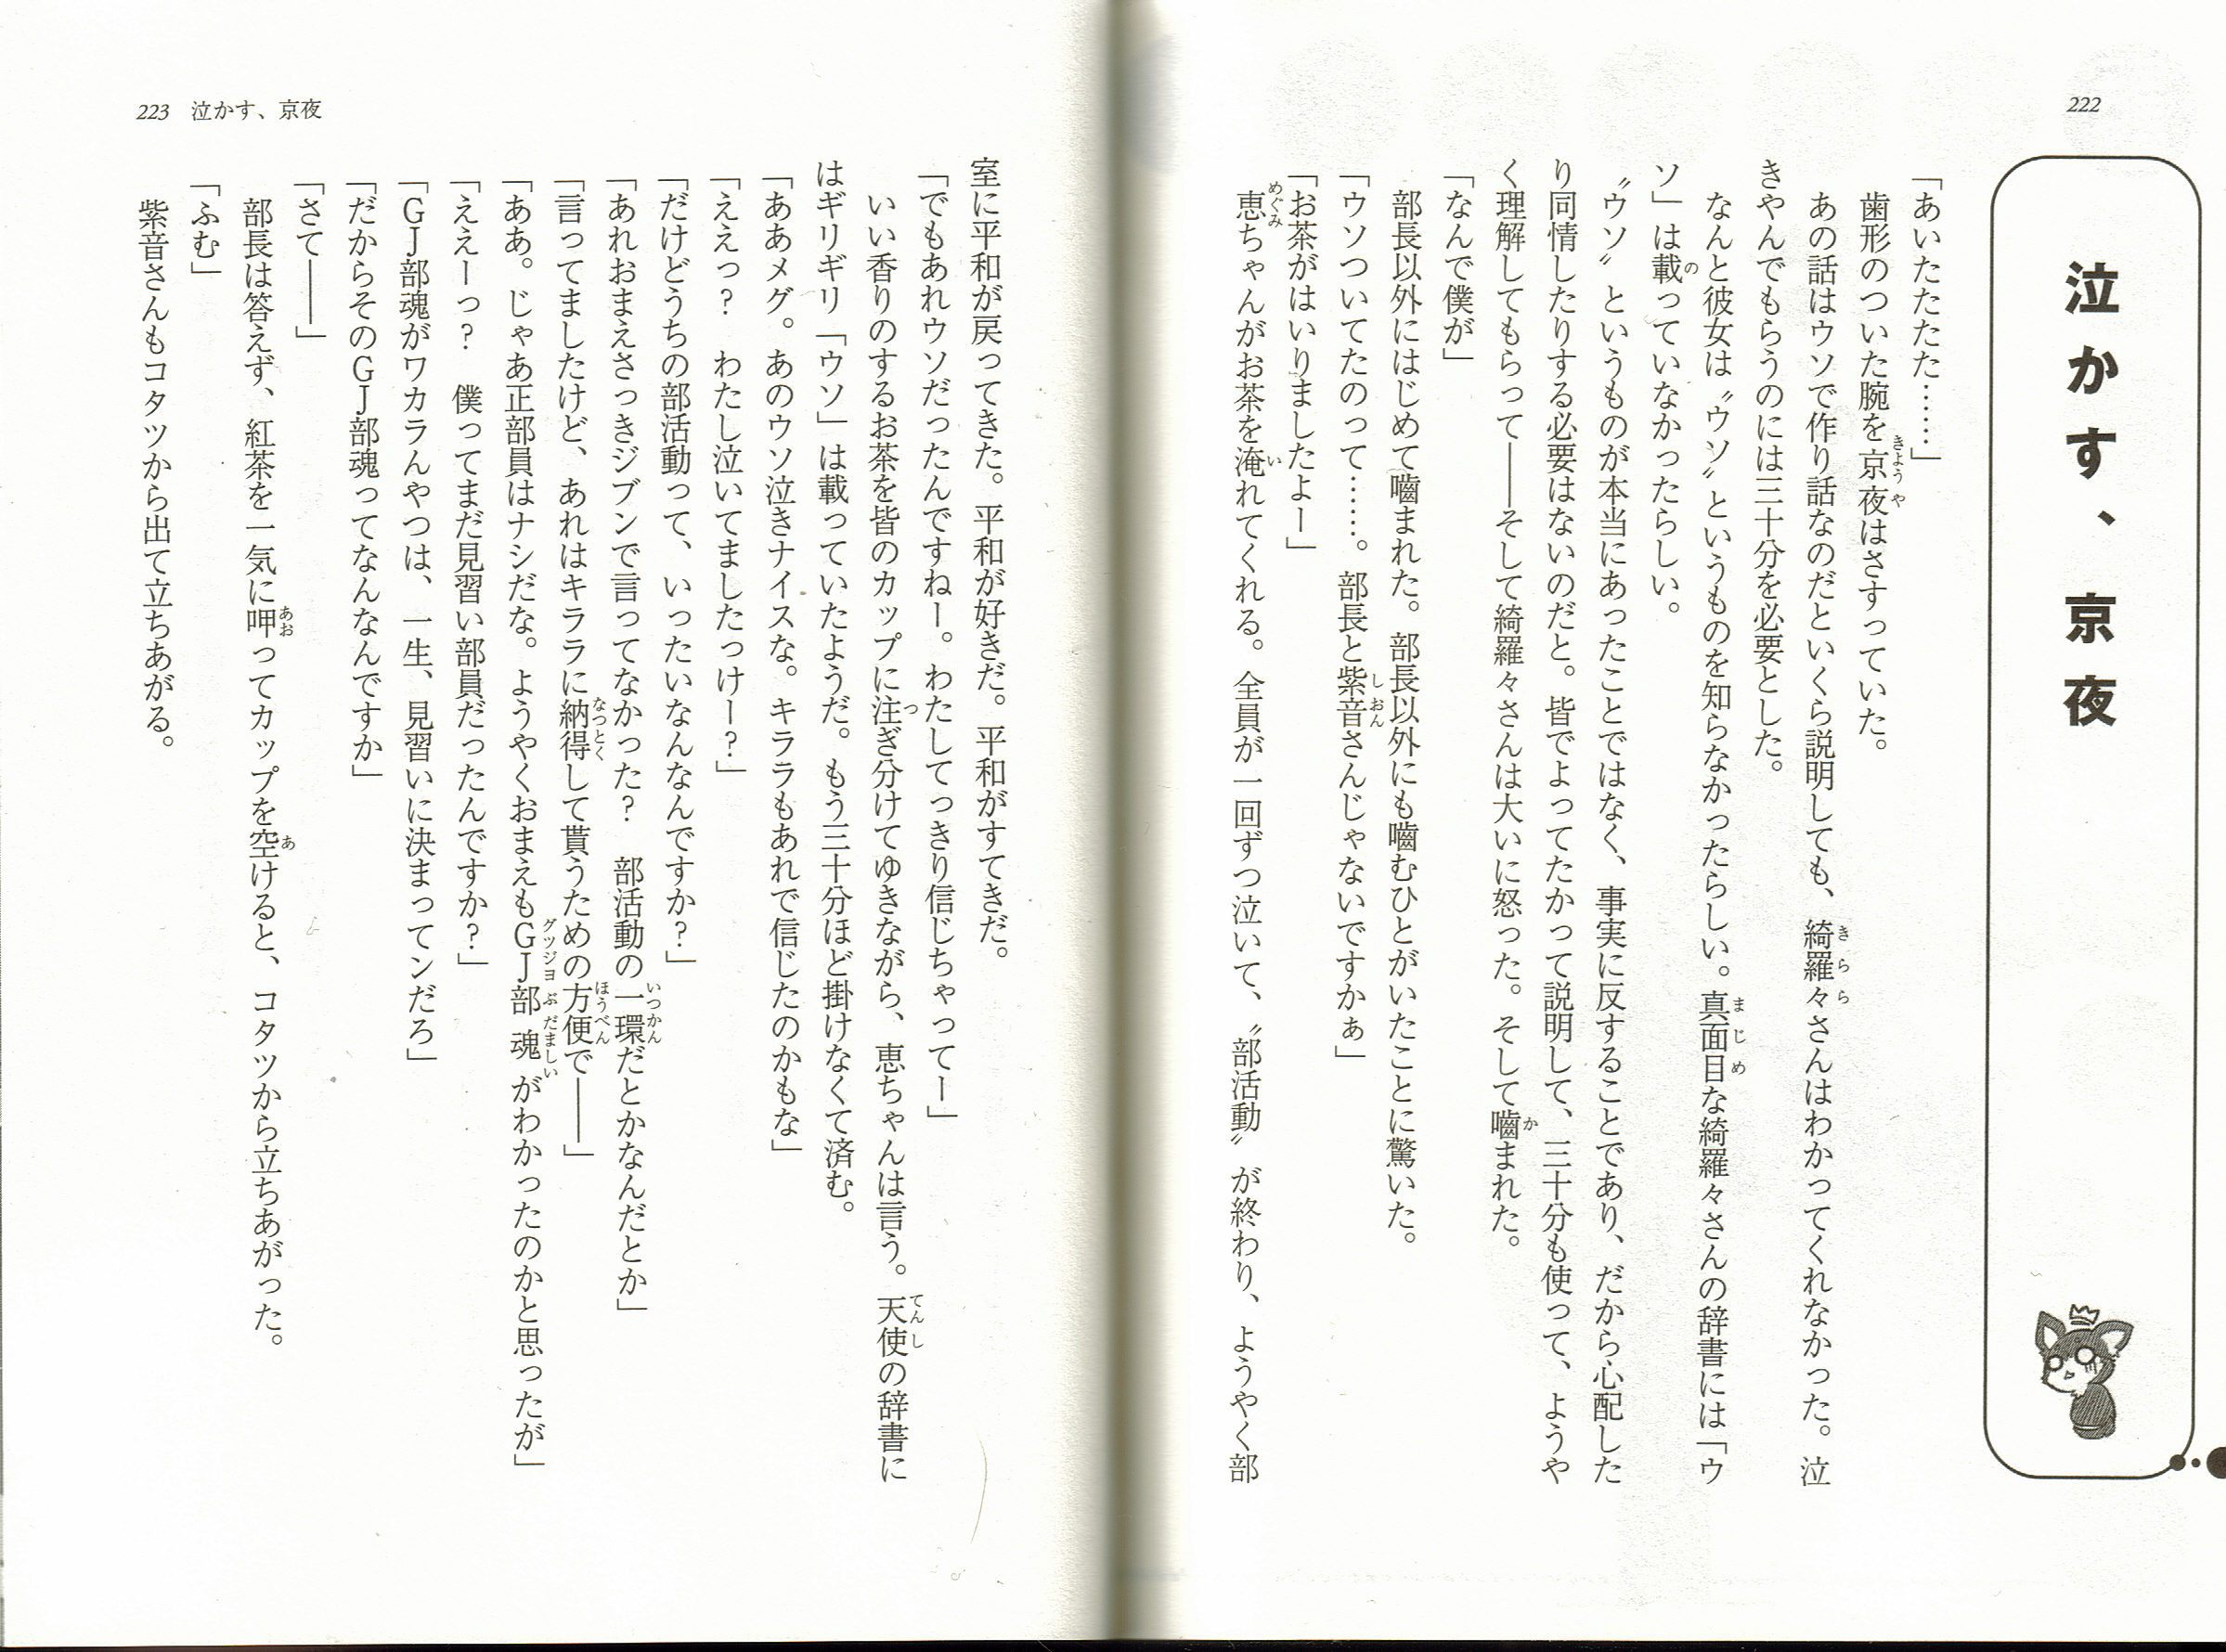 222
泣かす、京夜
「あいたたたた……」
歯形のついた腕を京夜はさすっていた。
あの話はウソで作り話なのだといくら説明しても、綺羅々さんはわかってくれなかった。泣
きやんでもらうのには三十分を必要とした。
なんと彼女は〝ウソ〟というものを知らなかったらしい。真面目な綺羅々さんの辞書には「ウ
ソ」は載っていなかったらしい。
〝ウソ〟というものが本当にあったことではなく、事実に反することであり、だから心配した
り同情したりする必要はないのだと。皆でよってたかって説明して、三十分も使って、ようや
く理解してもらって――そして綺羅々さんは大いに怒った。そして嚙まれた。
「なんで僕が」
部長以外にはじめて嚙まれた。部長以外にも嚙むひとがいたことに驚いた。
「ウソついてたのって……。部長と紫音さんじゃないですかぁ」
「お茶がはいりましたよー」
恵ちゃんがお茶を淹れてくれる。全員が一回ずつ泣いて、〝部活動〟が終わり、ようやく部
223 泣かす、京夜
室に平和が戻ってきた。平和が好きだ。平和がすてきだ。
「でもあれウソだったんですねー。わたしてっきり信じちゃってー」
いい香りのするお茶を皆のカップに注ぎ分けてゆきながら、恵ちゃんは言う。天使の辞書に
はギリギリ「ウソ」は載っていたようだ。もう三十分ほど掛けなくて済む。
「ああメグ。あのウソ泣きナイスな。キララもあれで信じたのかもな」
「ええっ?　わたし泣いてましたっけー?」
「だけどうちの部活動って、いったいなんなんですか?」
「あれおまえさっきジブンで言ってなかった?　部活動の一環だとかなんだとか」
「言ってましたけど、あれはキララに納得して貰うための方便で――」
「ああ。じゃあ正部員はナシだな。ようやくおまえもGJ部魂がわかったのかと思ったが」
「ええーっ?　僕ってまだ見習い部員だったんですか?」
「GJ部魂がワカランやつは、一生、見習いに決まってンだろ」
「だからそのGJ部魂ってなんなんですか」
「さて――」
部長は答えず、紅茶を一気に呷ってカップを空けると、コタツから立ちあがった。
「ふむ」
紫音さんもコタツから出て立ちあがる。